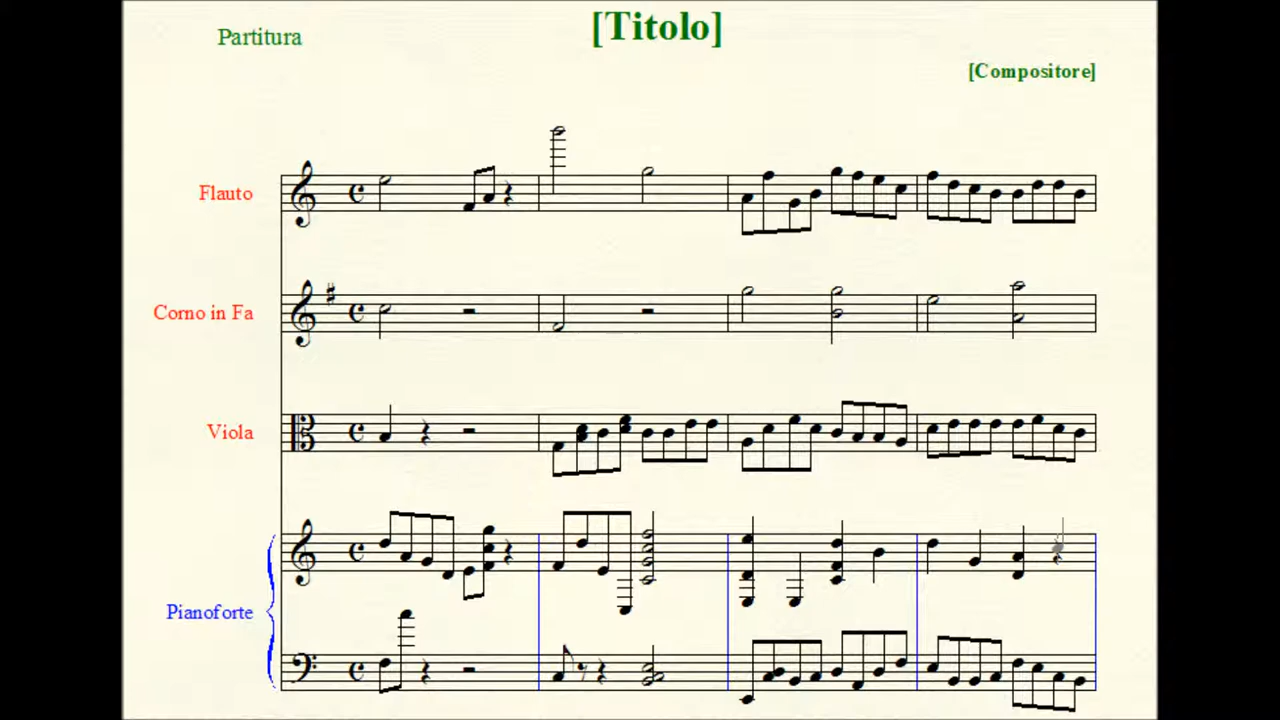 Partitura
[Titolo]
[Compositore]
Flauto
Corno in Fa
Viola
Pianoforte